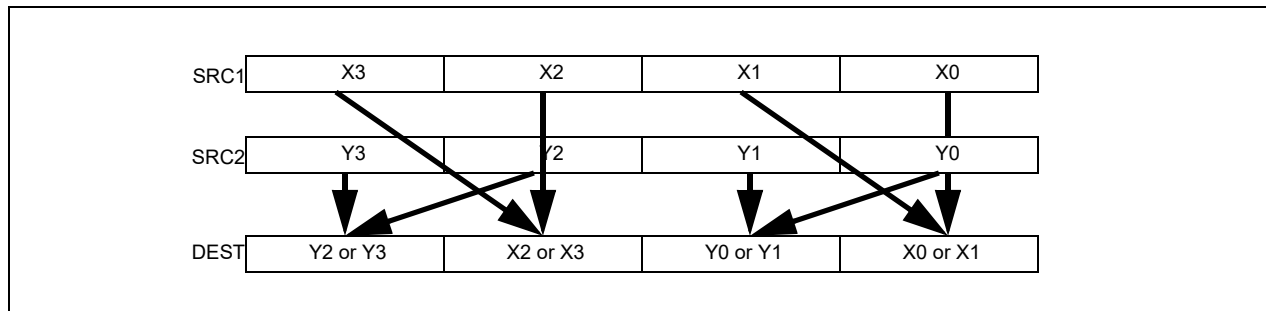 SRC1 X3 X2 X1 X0
SRC2 Y3 Y2 Y1 Y0
DEST Y2 or Y3 X2 or X3 Y0 or Y1 X0 or X1